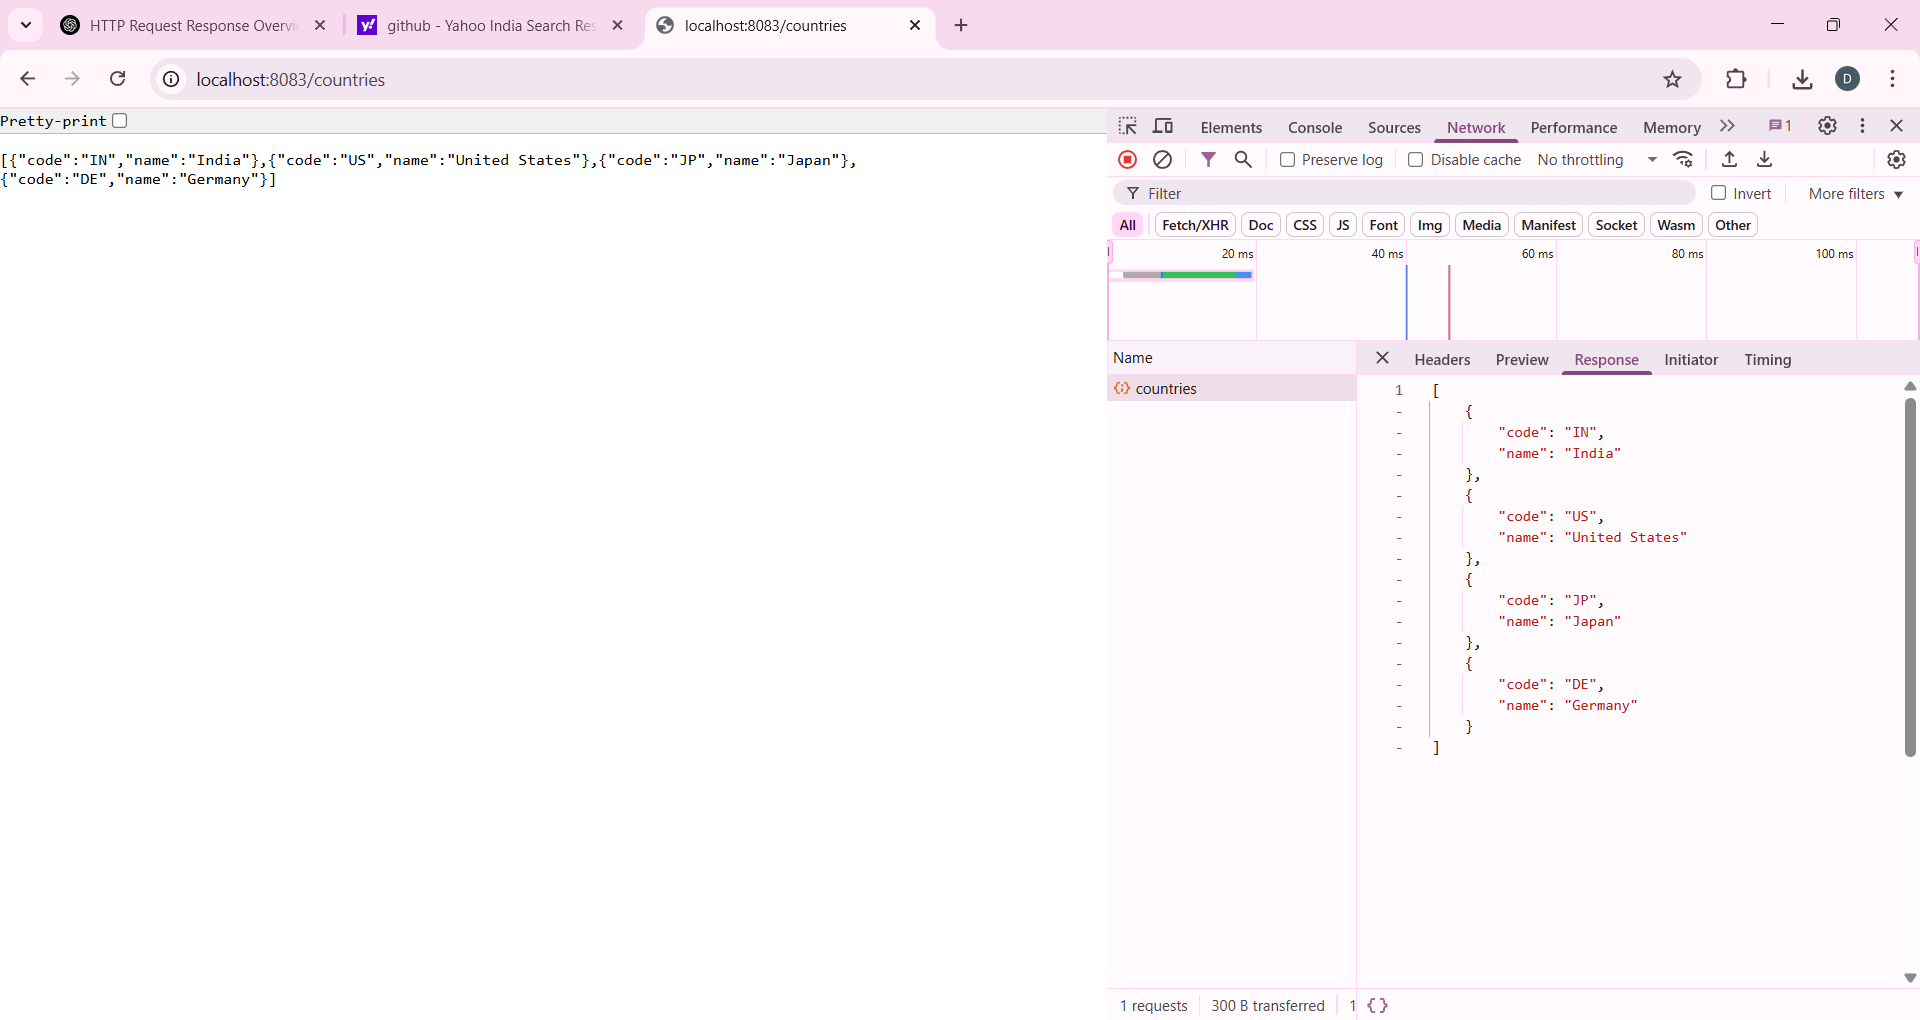 HTTP Request Response Overvi
github - Yahoo India Search Res
localhost:8083/countries
localhost:8083/countries
D
Pretty-print
[{"code":"IN","name":"India"},{"code":"US","name":"United States"},{"code":"JP","name":"Japan"},
{"code":"DE","name":"Germany"}]
Elements Console Sources Network Performance Memory 1
Preserve log Disable cache No throttling
Filter Invert More filters
All Fetch/XHR Doc CSS JS Font Img Media Manifest Socket Wasm Other
20 ms 40 ms 60 ms 80 ms 100 ms
Name
countries
Headers Preview Response Initiator Timing
1 [
- {
- "code": "IN",
- "name": "India"
- },
- {
- "code": "US",
- "name": "United States"
- },
- {
- "code": "JP",
- "name": "Japan"
- },
- {
- "code": "DE",
- "name": "Germany"
- }
- ]
1 requests 300 B transferred 1 {}